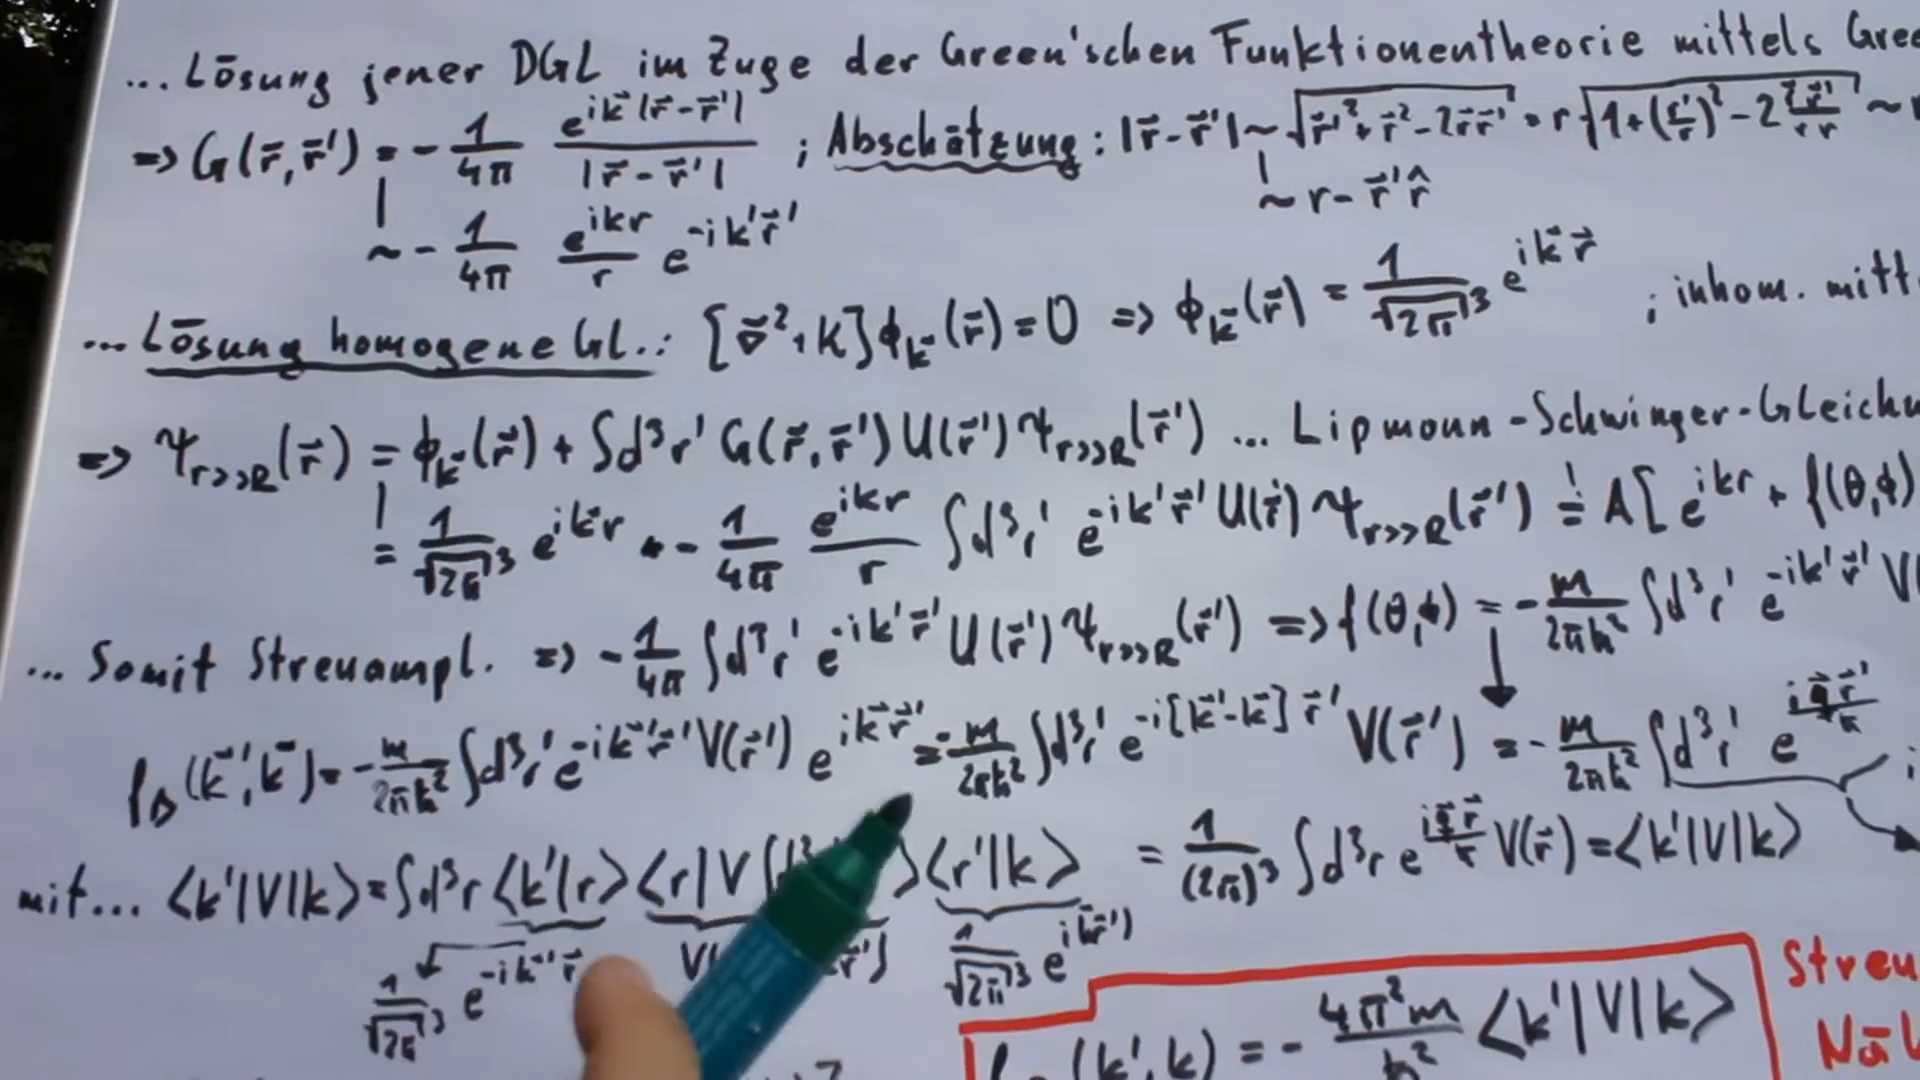 ... Lösung jener DGL im Zuge der Green'schen Funktionentheorie mittels Gree
=> G(r⃗,r⃗') = -1/4π e^{ik⃗|r⃗-r⃗'|}/|r⃗-r⃗'| ; Abschätzung: |r⃗-r⃗'| ~ √(r⃗'²+r⃗²-2r⃗r⃗') = r√(1+(r'/r)²-2 r⃗r⃗'/rr) ~ r
~ r - r⃗'r̂
~ -1/4π e^{ikr}/r e^{-ik⃗'r⃗'}
... Lösung homogene Gl.: [∇⃗²+k]ϕ_k⃗(r⃗)=0 => ϕ_k⃗(r⃗) = 1/√(2π)³ e^{ik⃗r⃗} ; inhom. mitt
=> Ψ_{r>>R}(r⃗) = ϕ_k⃗(r⃗) + ∫d³r' G(r⃗,r⃗')U(r⃗')Ψ_{r>>R}(r⃗') ... Lipmann-Schwinger-Gleichu
= 1/√(2π)³ e^{ik⃗r} - 1/4π e^{ikr}/r ∫d³r' e^{-ik'r⃗'} U(r⃗)Ψ_{r>>R}(r⃗') != A[e^{ikr} + f(θ,ϕ)
... Somit Streuampl. => -1/4π ∫d³r' e^{-ik'r⃗'} U(r⃗')Ψ_{r>>R}(r⃗') => f(θ,ϕ) = -m/2πħ² ∫d³r' e^{-ik'r⃗'} V(
f_B(k⃗',k⃗) = -m/2πħ² ∫d³r' e^{-ik⃗'r⃗'} V(r⃗') e^{ik⃗r⃗'} = -m/2πħ² ∫d³r' e^{-i[k⃗'-k⃗]r⃗'} V(r⃗') = -m/2πħ² ∫d³r' e^{iq⃗r⃗'/ħ}
mit... ⟨k'|V|k⟩ = ∫d³r ⟨k'|r⟩ ⟨r|V ⟩⟨r'|k⟩ = 1/(2π)³ ∫d³r e^{iq⃗r⃗/ħ} V(r⃗) = ⟨k'|V|k⟩
1/√(2π)³ e^{-ik⃗'r⃗} V( r⃗') 1/√(2π)³ e^{ik⃗r⃗')}
Streu
(k',k) = -4π²m/ħ² ⟨k'|V|k⟩ Näh